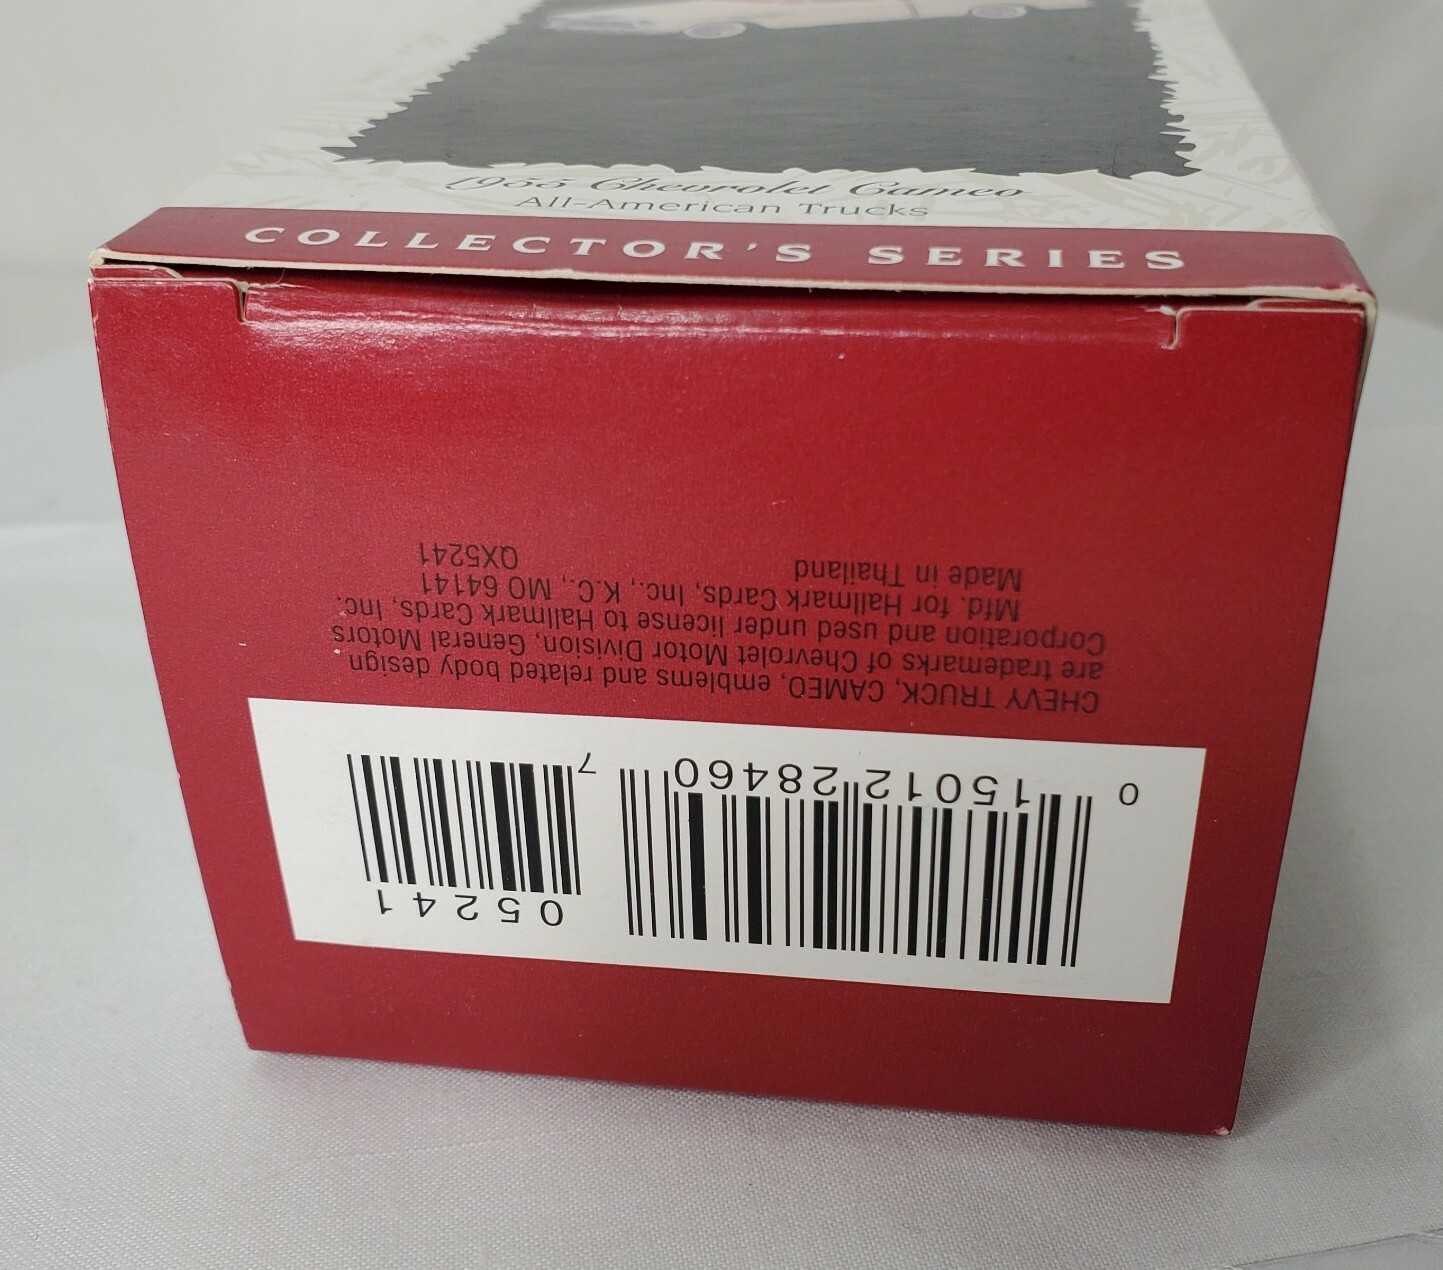 1955 Chevrolet Cameo
All-American Trucks
COLLECTOR'S SERIES
CHEVY TRUCK, CAMEO, emblems and related body design
are trademarks of Chevrolet Motor Division, General Motors
Corporation and used under license to Hallmark Cards, Inc.
Mfd. for Hallmark Cards, Inc., K.C., MO 64141
Made in Thailand QX5241
0 15012 28460 7
05241